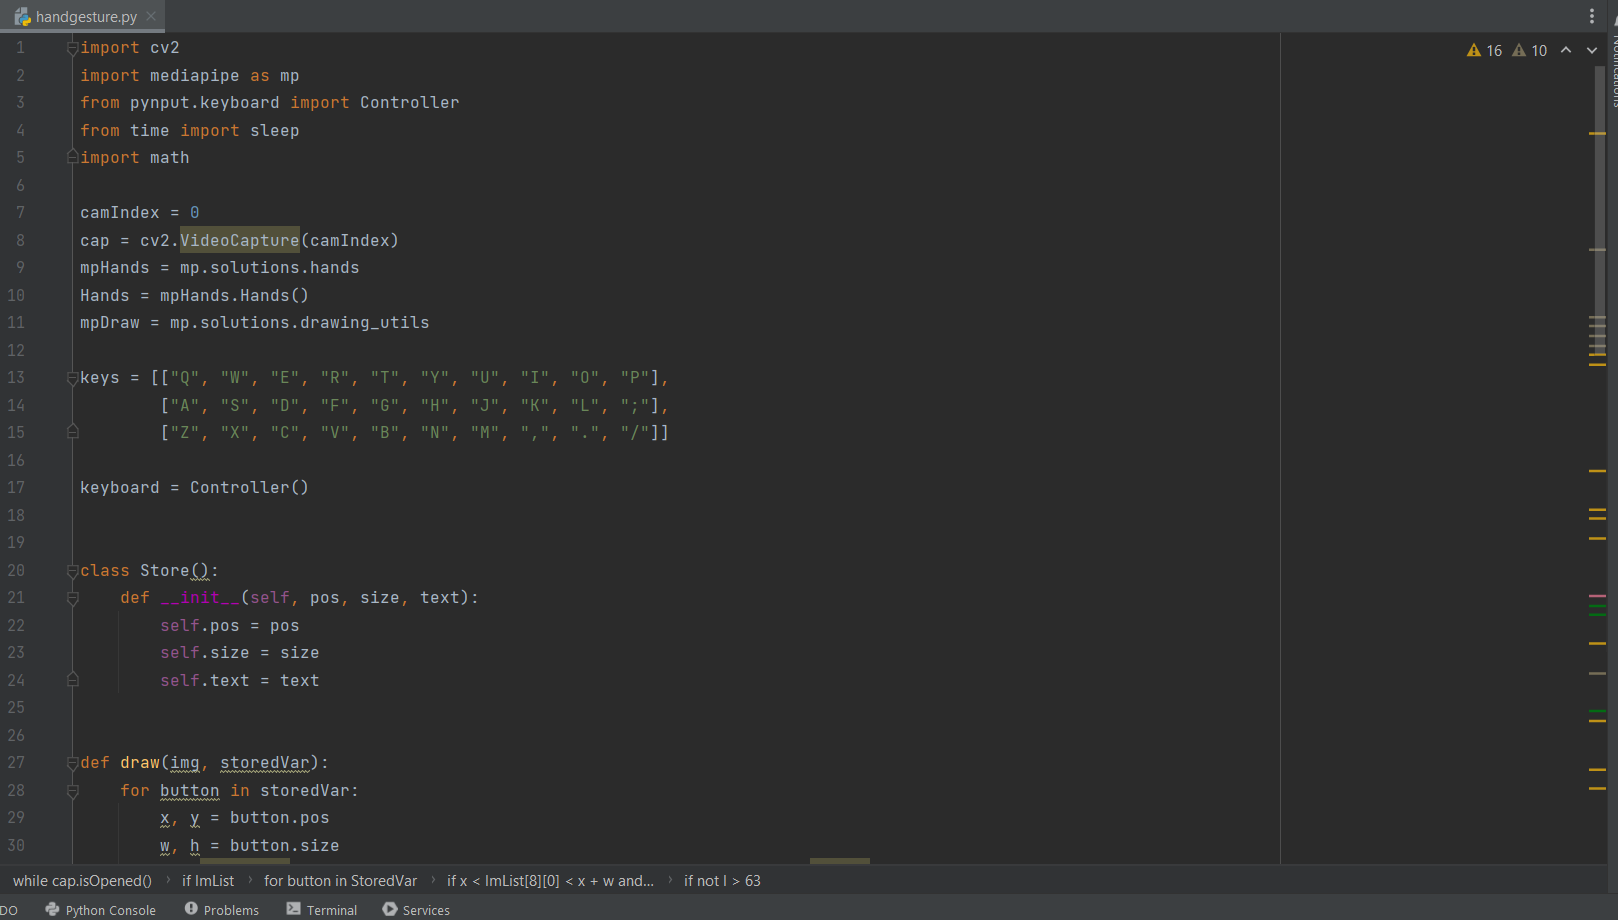 handgesture.py
16 10
1 import cv2
2 import mediapipe as mp
3 from pynput.keyboard import Controller
4 from time import sleep
5 import math
6
7 camIndex = 0
8 cap = cv2.VideoCapture(camIndex)
9 mpHands = mp.solutions.hands
10 Hands = mpHands.Hands()
11 mpDraw = mp.solutions.drawing_utils
12
13 keys = [["Q", "W", "E", "R", "T", "Y", "U", "I", "O", "P"],
14 ["A", "S", "D", "F", "G", "H", "J", "K", "L", ";"],
15 ["Z", "X", "C", "V", "B", "N", "M", ",", ".", "/"]]
16
17 keyboard = Controller()
18
19
20 class Store():
21 def __init__(self, pos, size, text):
22 self.pos = pos
23 self.size = size
24 self.text = text
25
26
27 def draw(img, storedVar):
28 for button in storedVar:
29 x, y = button.pos
30 w, h = button.size
while cap.isOpened() › if lmList › for button in StoredVar › if x < lmList[8][0] < x + w and... › if not l > 63
DO Python Console Problems Terminal Services